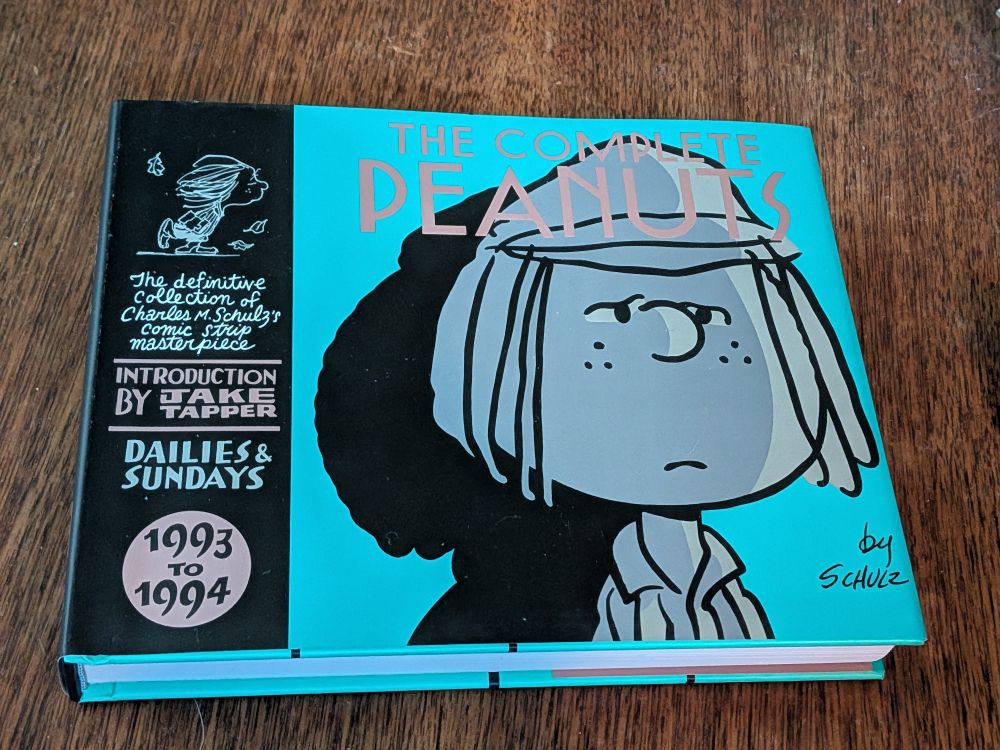 THE COMPLETE
PEANUTS
The definitive
collection of
Charles M. Schulz's
comic strip
masterpiece
INTRODUCTION
BY JAKE
TAPPER
DAILIES &
SUNDAYS
1993
TO
1994
by
SCHULZ